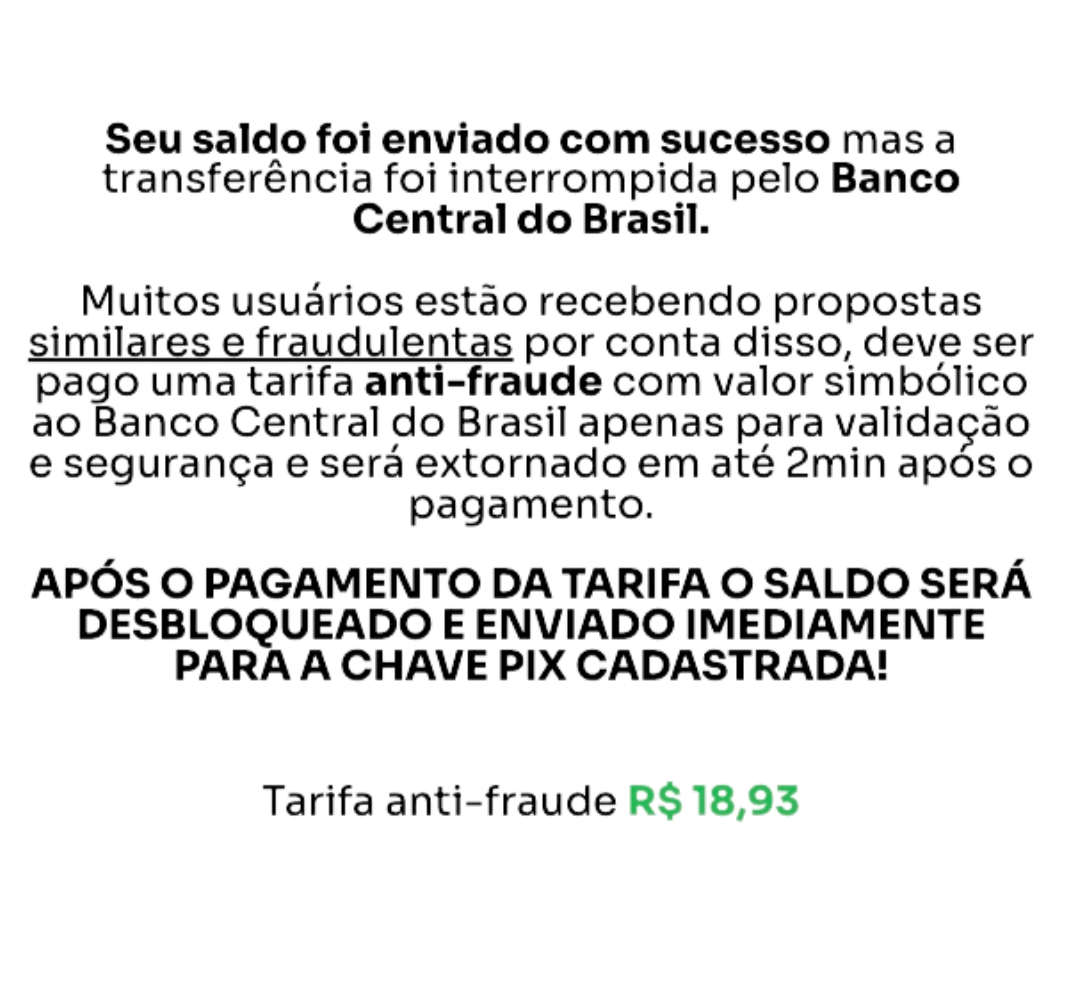 Seu saldo foi enviado com sucesso mas a
transferência foi interrompida pelo Banco
Central do Brasil.
Muitos usuários estão recebendo propostas
similares e fraudulentas por conta disso, deve ser
pago uma tarifa anti-fraude com valor simbólico
ao Banco Central do Brasil apenas para validação
e segurança e será extornado em até 2min após o
pagamento.
APÓS O PAGAMENTO DA TARIFA O SALDO SERÁ
DESBLOQUEADO E ENVIADO IMEDIAMENTE
PARA A CHAVE PIX CADASTRADA!
Tarifa anti-fraude R$ 18,93